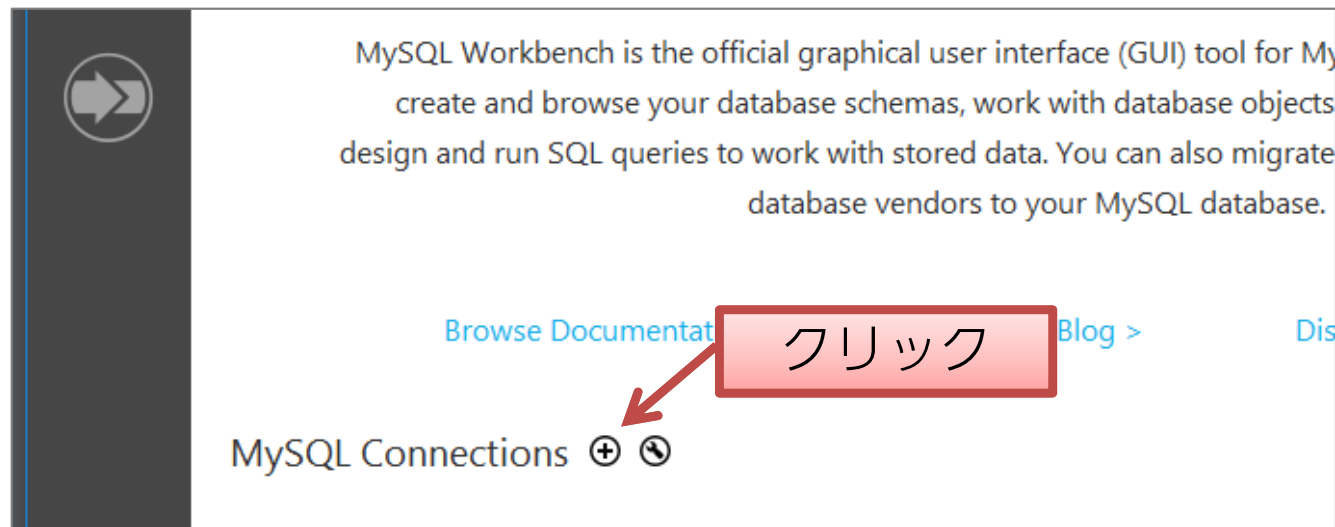 MySQL Workbench is the official graphical user interface (GUI) tool for My
create and browse your database schemas, work with database objects
design and run SQL queries to work with stored data. You can also migrate
database vendors to your MySQL database.
Browse Documentat クリック Blog > Dis
MySQL Connections